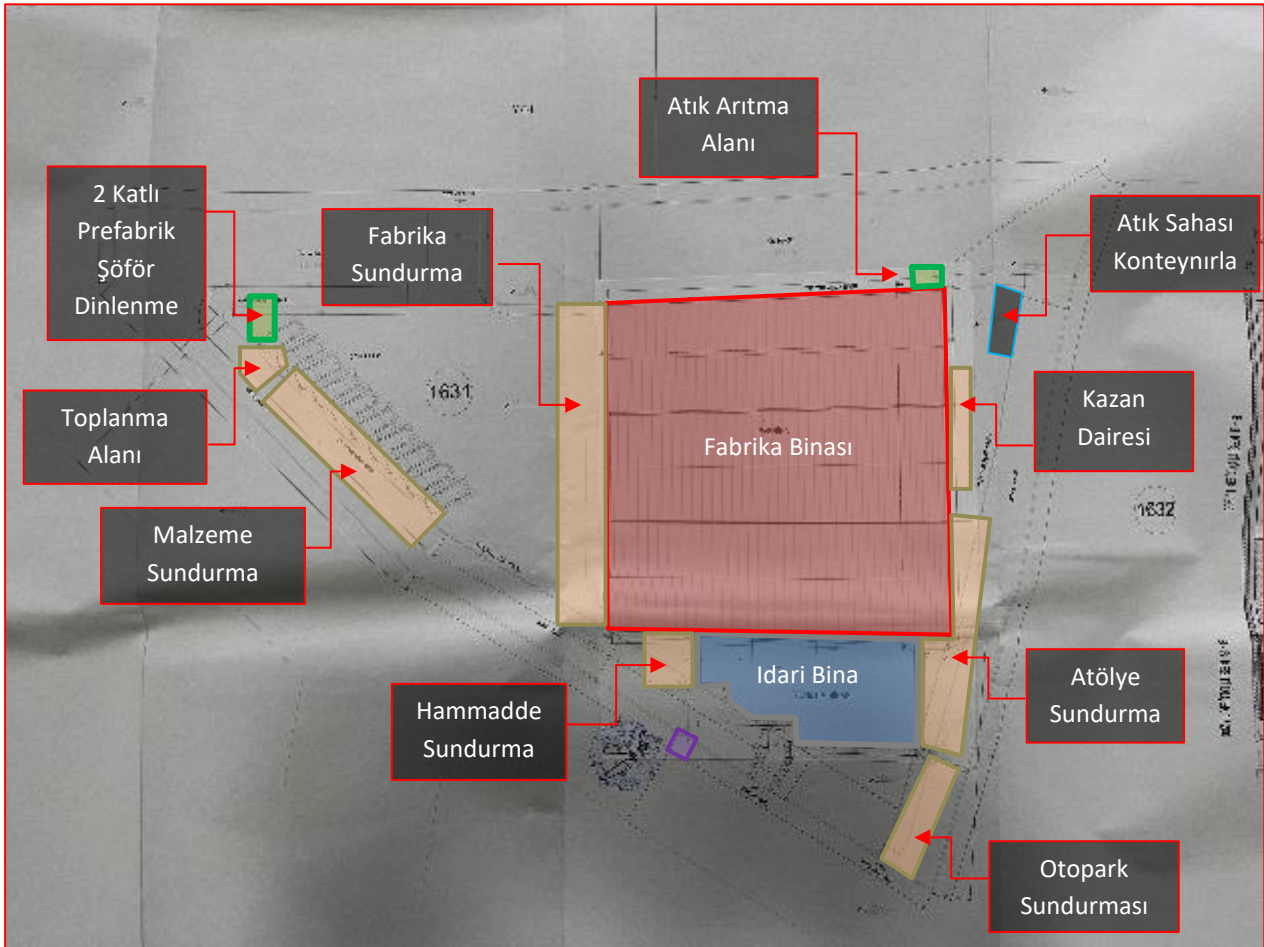 Atık Arıtma
Alanı
2 Katlı
Prefabrik
Şöför
Dinlenme
Fabrika
Sundurma
Atık Sahası
Konteynırla
1631
Toplanma
Alanı
Fabrika Binası
Kazan
Dairesi
1632
Malzeme
Sundurma
Idari Bina
Hammadde
Sundurma
Atölye
Sundurma
Otopark
Sundurması